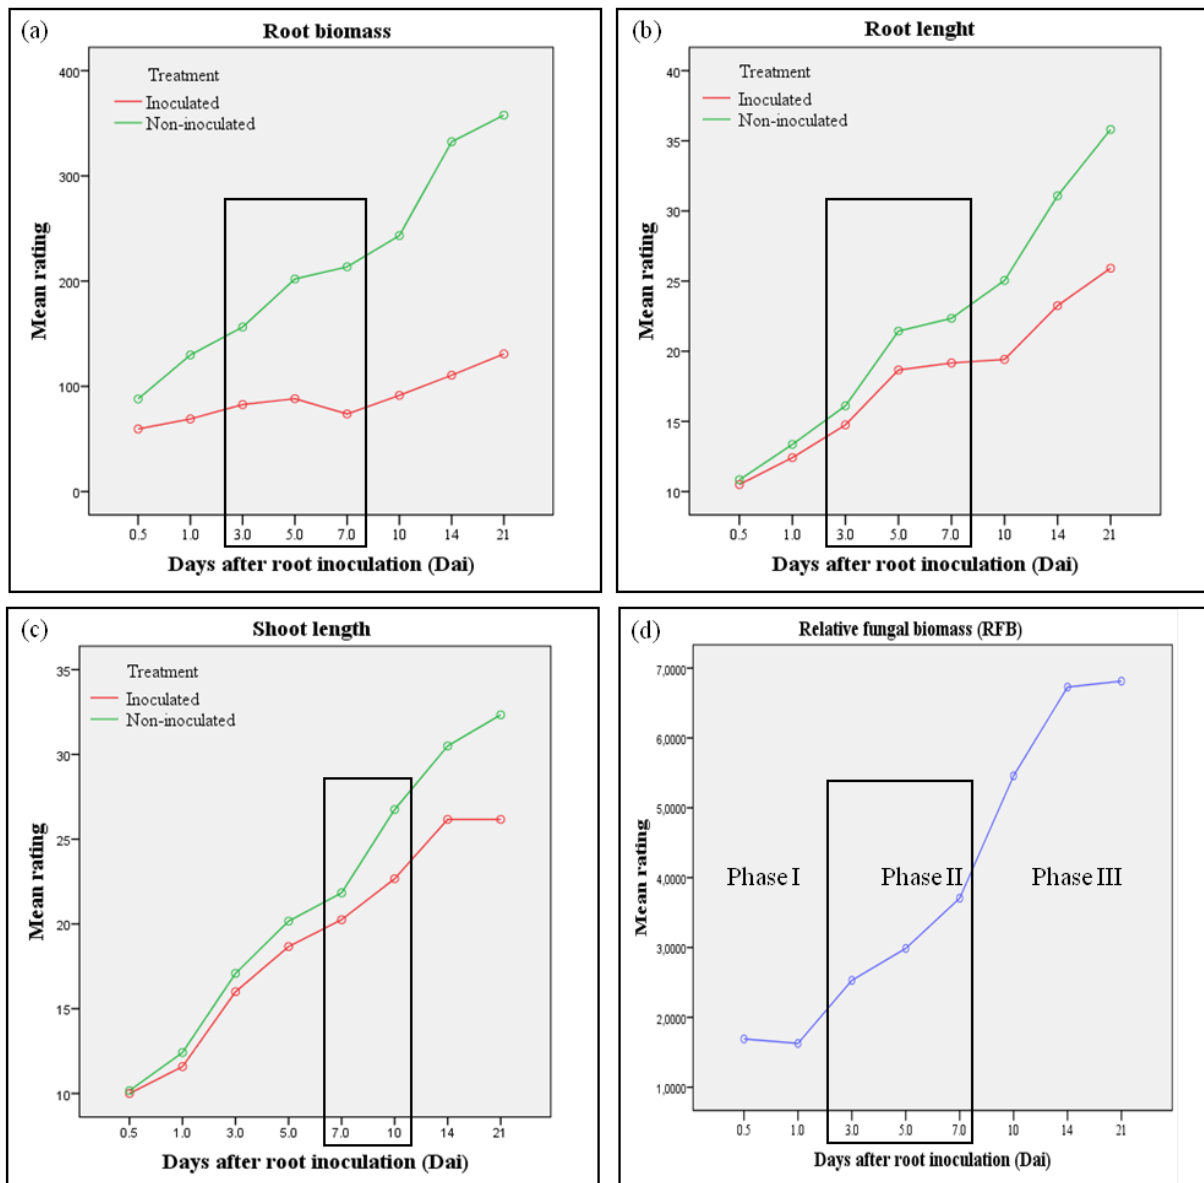 (a)
Root biomass
Treatment
Inoculated
Non-inoculated
400
300
200
100
0
Mean rating
0.5 1.0 3.0 5.0 7.0 10 14 21
Days after root inoculation (Dai)
(b)
Root lenght
Treatment
Inoculated
Non-inoculated
40
35
30
25
20
15
10
Mean rating
0.5 1.0 3.0 5.0 7.0 10 14 21
Days after root inoculation (Dai)
(c)
Shoot length
Treatment
Inoculated
Non-inoculated
35
30
25
20
15
10
Mean rating
0.5 1.0 3.0 5.0 7.0 10 14 21
Days after root inoculation (Dai)
(d)
Relative fungal biomass (RFB)
7,0000
6,0000
5,0000
4,0000
3,0000
2,0000
1,0000
Mean rating
Phase I Phase II Phase III
0.5 1.0 3.0 5.0 7.0 10 14 21
Days after root inoculation (Dai)